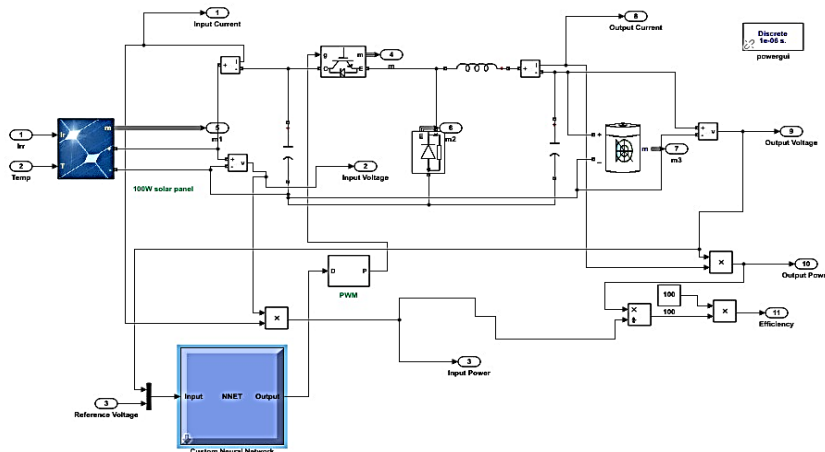 1
Input Current
8
Output Current
Discrete
1e-06 s.
powergui
g
m
C
E
4
m
+
i
-
+
i
-
1
Irr
2
Temp
Ir
T
m
+
-
5
m1
100W solar panel
+
-
v
2
Input Voltage
E
6
m2
+
-
m
7
m3
+
-
v
9
Output Voltage
D
P
PWM
×
10
Output Power
×
×
÷
100
100
×
11
Efficiency
3
Input Power
3
Reference Voltage
Input
NNET
Output
Custom Neural Network